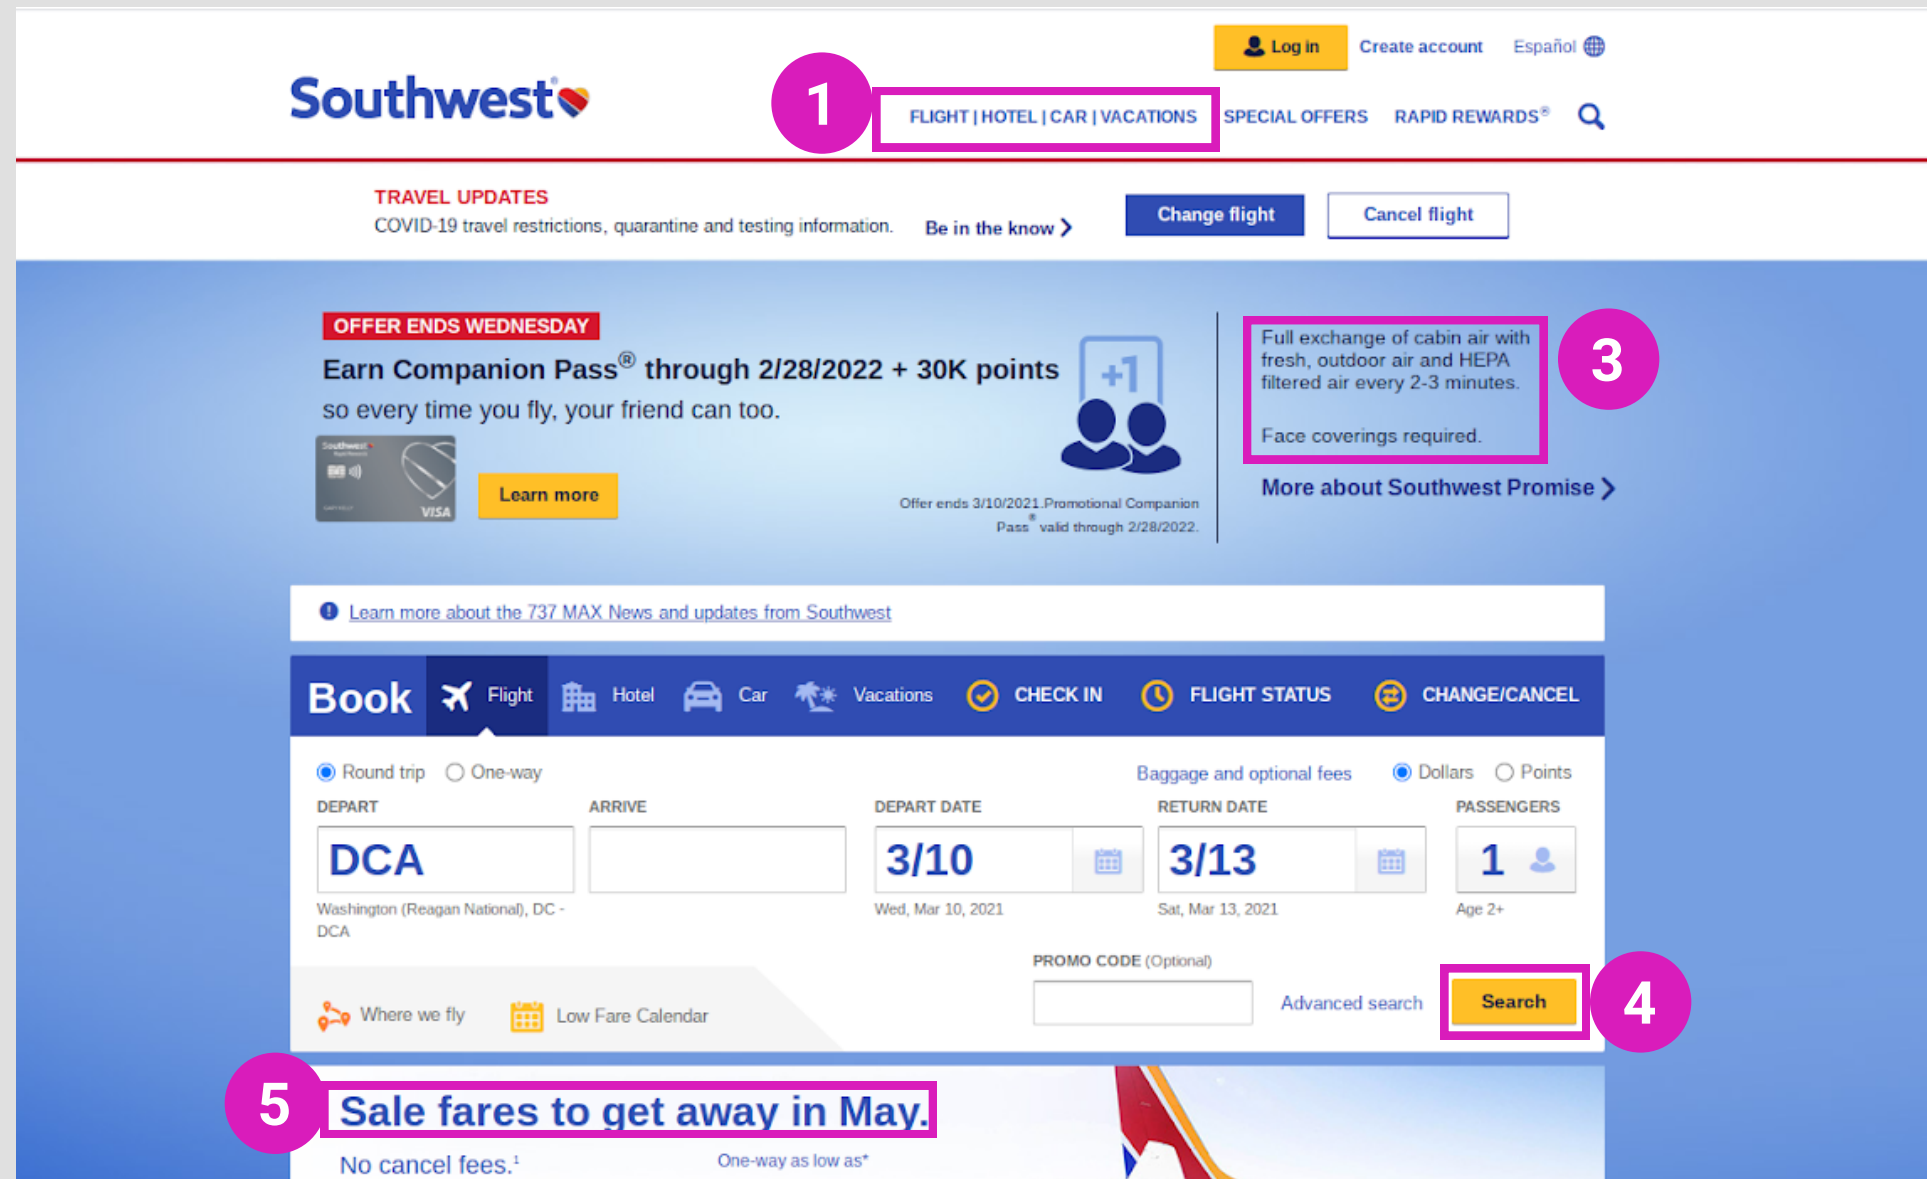 Log in
Create account
Español
Southwest®
1
FLIGHT | HOTEL | CAR | VACATIONS
SPECIAL OFFERS
RAPID REWARDS®
TRAVEL UPDATES
COVID-19 travel restrictions, quarantine and testing information.
Be in the know
Change flight
Cancel flight
OFFER ENDS WEDNESDAY
Earn Companion Pass® through 2/28/2022 + 30K points
so every time you fly, your friend can too.
+1
Southwest
Rapid Rewards
VISA
Learn more
Offer ends 3/10/2021.Promotional Companion
Pass® valid through 2/28/2022.
Full exchange of cabin air with
fresh, outdoor air and HEPA
filtered air every 2-3 minutes.
Face coverings required.
3
More about Southwest Promise
Learn more about the 737 MAX News and updates from Southwest
Book
Flight
Hotel
Car
Vacations
CHECK IN
FLIGHT STATUS
CHANGE/CANCEL
Round trip
One-way
Baggage and optional fees
Dollars
Points
DEPART
ARRIVE
DEPART DATE
RETURN DATE
PASSENGERS
DCA
3/10
3/13
1
Washington (Reagan National), DC -
DCA
Wed, Mar 10, 2021
Sat, Mar 13, 2021
Age 2+
PROMO CODE (Optional)
Where we fly
Low Fare Calendar
Advanced search
Search
4
5
Sale fares to get away in May.
No cancel fees.¹
One-way as low as*